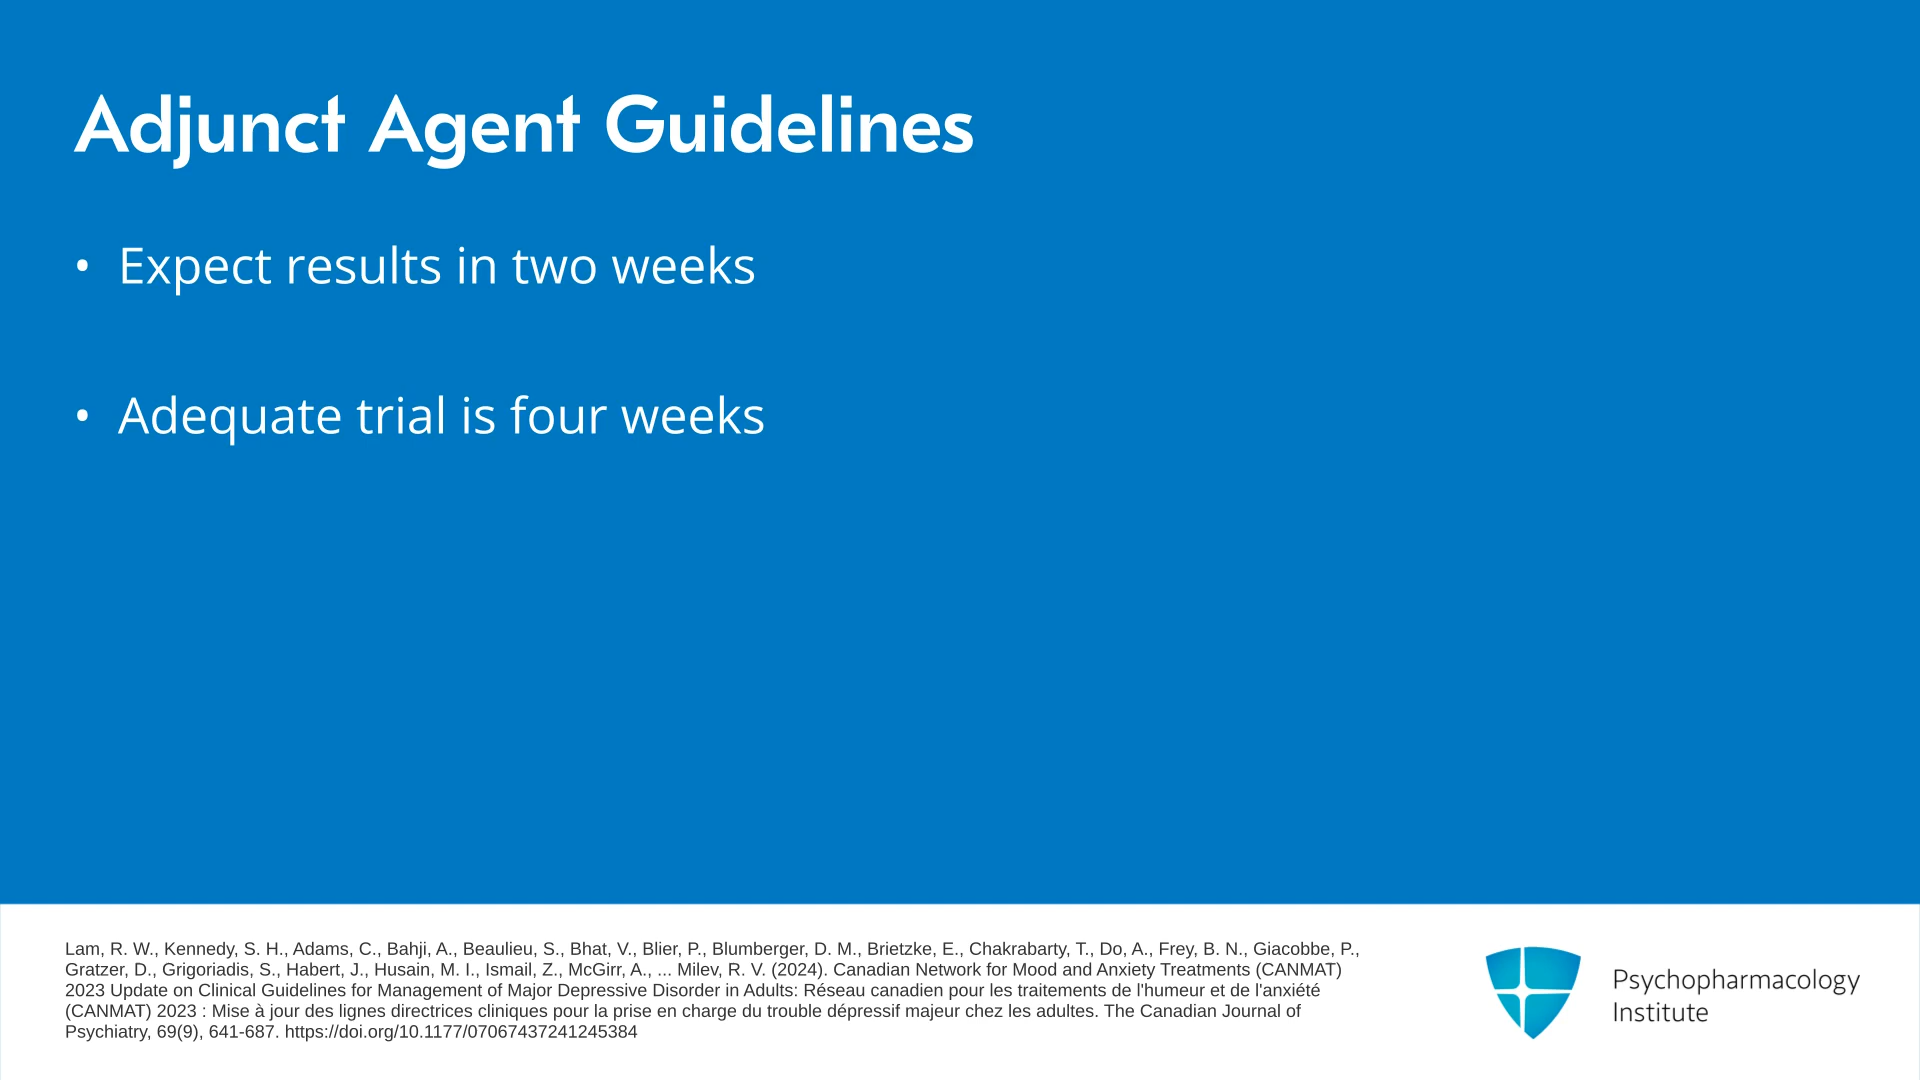 Adjunct Agent Guidelines
• Expect results in two weeks
• Adequate trial is four weeks
Lam, R. W., Kennedy, S. H., Adams, C., Bahji, A., Beaulieu, S., Bhat, V., Blier, P., Blumberger, D. M., Brietzke, E., Chakrabarty, T., Do, A., Frey, B. N., Giacobbe, P.,
Gratzer, D., Grigoriadis, S., Habert, J., Husain, M. I., Ismail, Z., McGirr, A., ... Milev, R. V. (2024). Canadian Network for Mood and Anxiety Treatments (CANMAT)
2023 Update on Clinical Guidelines for Management of Major Depressive Disorder in Adults: Réseau canadien pour les traitements de l'humeur et de l'anxiété
(CANMAT) 2023 : Mise à jour des lignes directrices cliniques pour la prise en charge du trouble dépressif majeur chez les adultes. The Canadian Journal of
Psychiatry, 69(9), 641-687. https://doi.org/10.1177/07067437241245384
Psychopharmacology
Institute